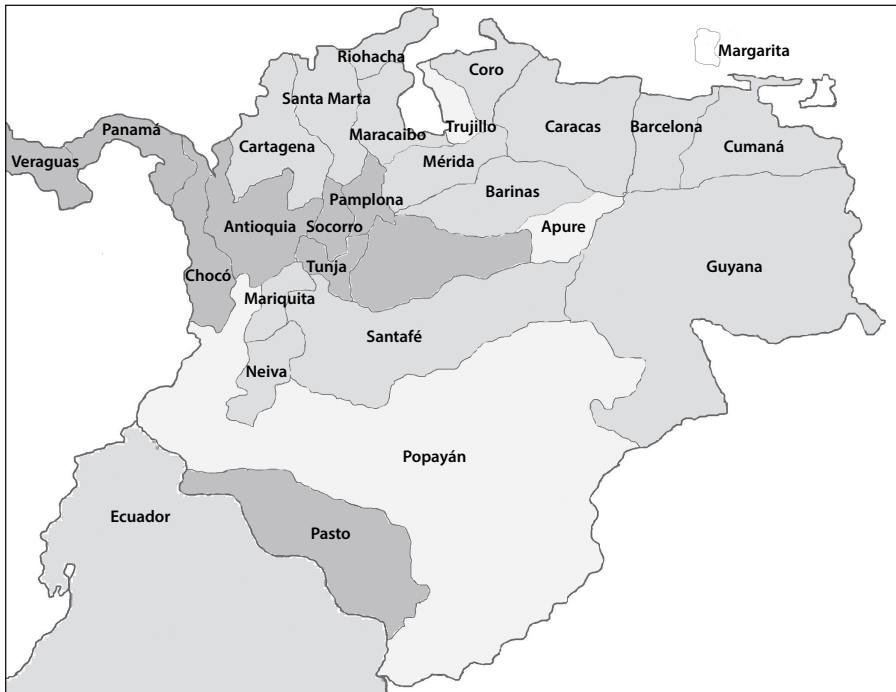 Margarita
Riohacha
Coro
Santa Marta
Panamá
Trujillo
Caracas
Barcelona
Maracaibo
Cartagena
Cumaná
Veraguas
Mérida
Barinas
Pamplona
Antioquia
Socorro
Apure
Tunja
Guyana
Chocó
Mariquita
Santafé
Neiva
Popayán
Ecuador
Pasto